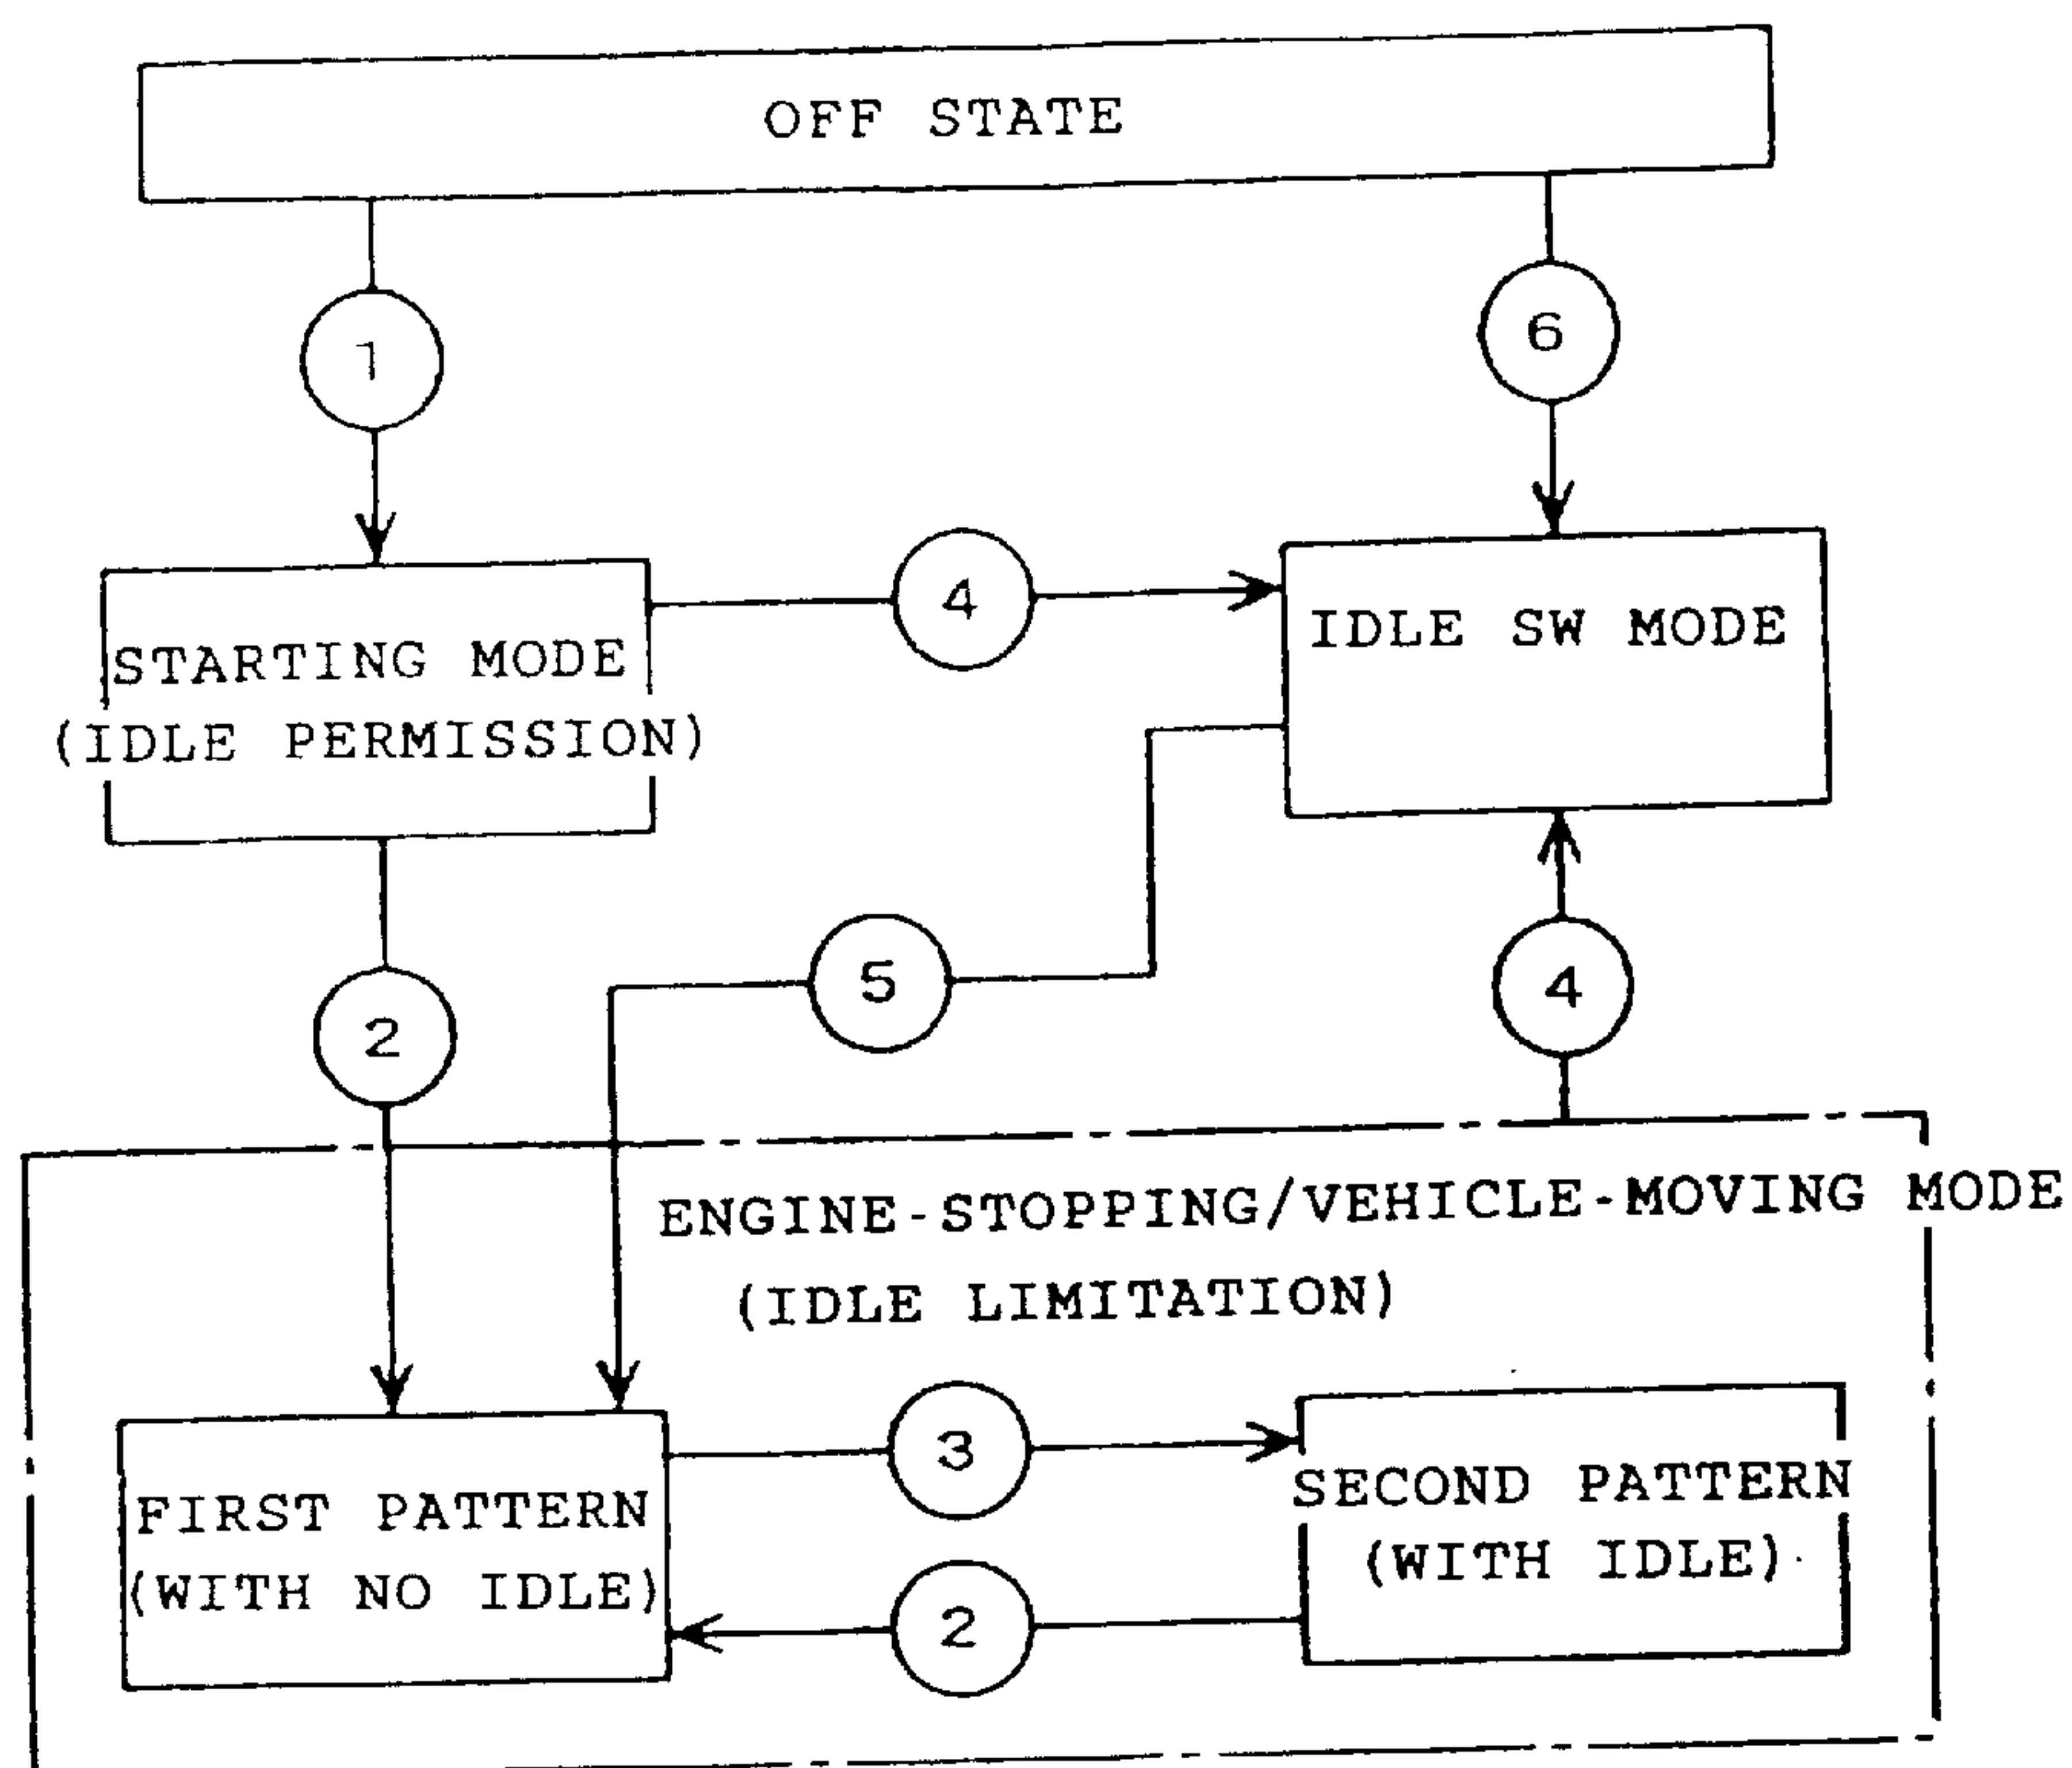 OFF STATE
1
6
4
STARTING MODE
(IDLE PERMISSION)
IDLE SW MODE
5
4
2
ENGINE-STOPPING/VEHICLE-MOVING MODE
(IDLE LIMITATION)
3
FIRST PATTERN
(WITH NO IDLE)
SECOND PATTERN
(WITH IDLE)
2